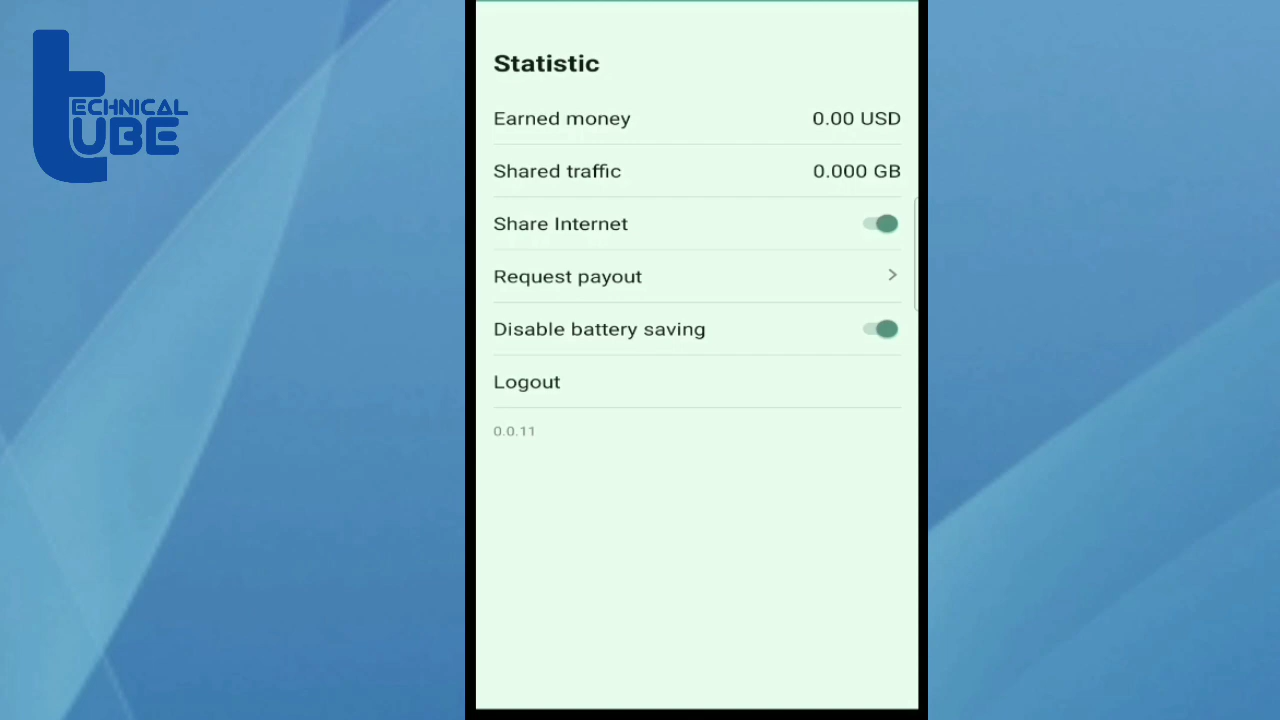 tECHNICAL
tUBE
Statistic
Earned money 0.00 USD
Shared traffic 0.000 GB
Share Internet
Request payout >
Disable battery saving
Logout
0.0.11